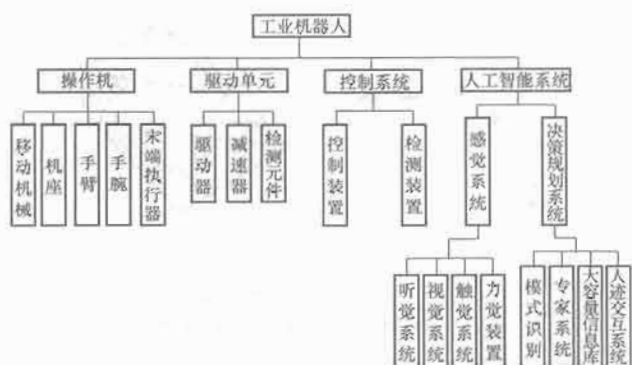 工业机器人
操作机
驱动单元
控制系统
人工智能系统
移动机械
机座
手臂
手腕
末端执行器
驱动器
减速器
检测元件
控制装置
检测装置
感觉系统
决策规划系统
听觉系统
视觉系统
触觉系统
力觉装置
模式识别
专家系统
大容量信息库
人迹交互系统